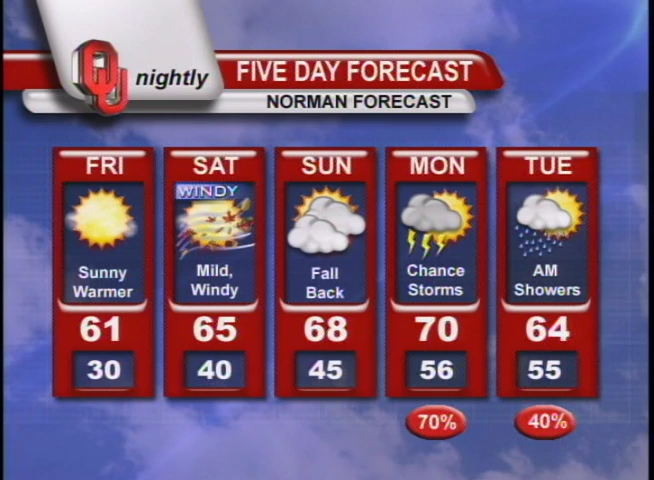 OU nightly
FIVE DAY FORECAST
NORMAN FORECAST
FRI
SAT
SUN
MON
TUE
WINDY
Sunny
Warmer
Mild,
Windy
Fall
Back
Chance
Storms
AM
Showers
61
65
68
70
64
30
40
45
56
55
70%
40%